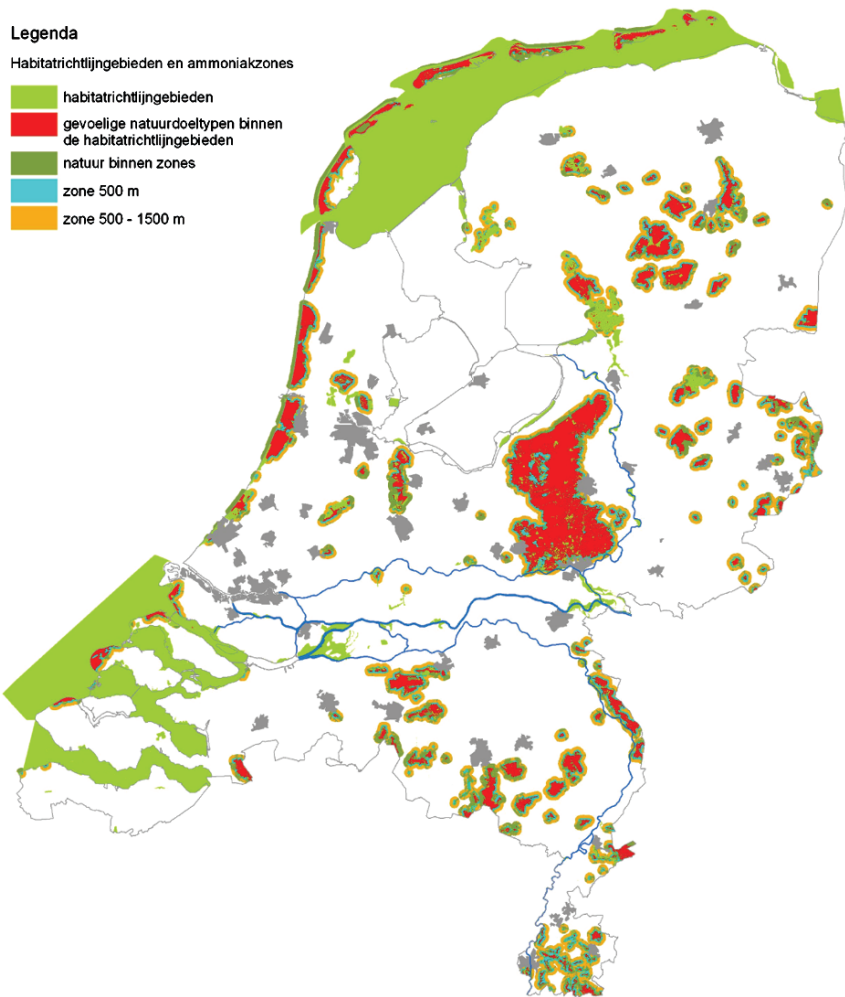 Legenda
Habitatrichtlijngebieden en ammoniakzones
habitatrichtlijngebieden
gevoelige natuurdoeltypen binnen
de habitatrichtlijngebieden
natuur binnen zones
zone 500 m
zone 500 - 1500 m